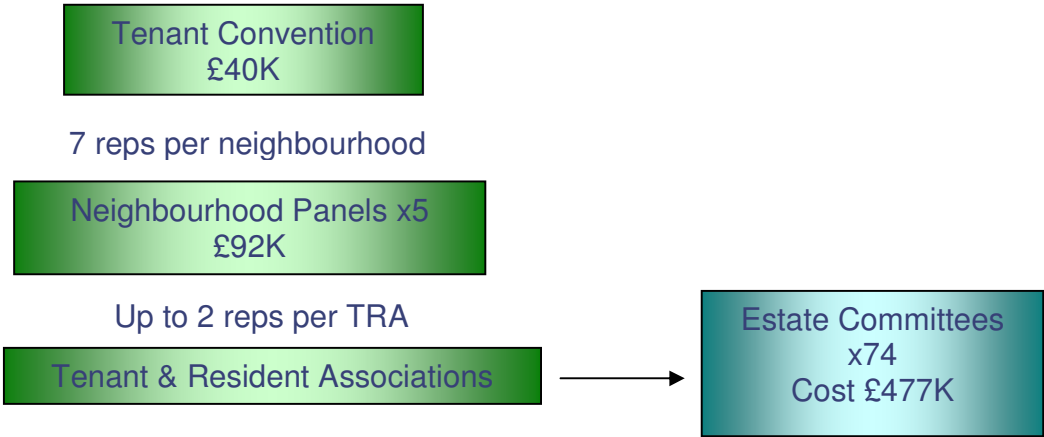 Tenant Convention
£40K
7 reps per neighbourhood
Neighbourhood Panels x5
£92K
Up to 2 reps per TRA
Tenant & Resident Associations
Estate Committees
x74
Cost £477K